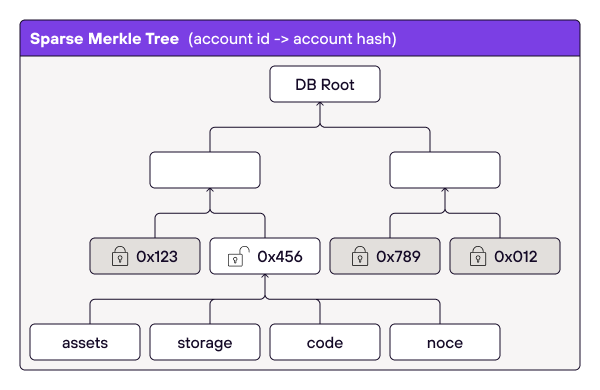 Sparse Merkle Tree (account id -> account hash)
DB Root
0x123
0x456
0x789
0x012
assets
storage
code
noce